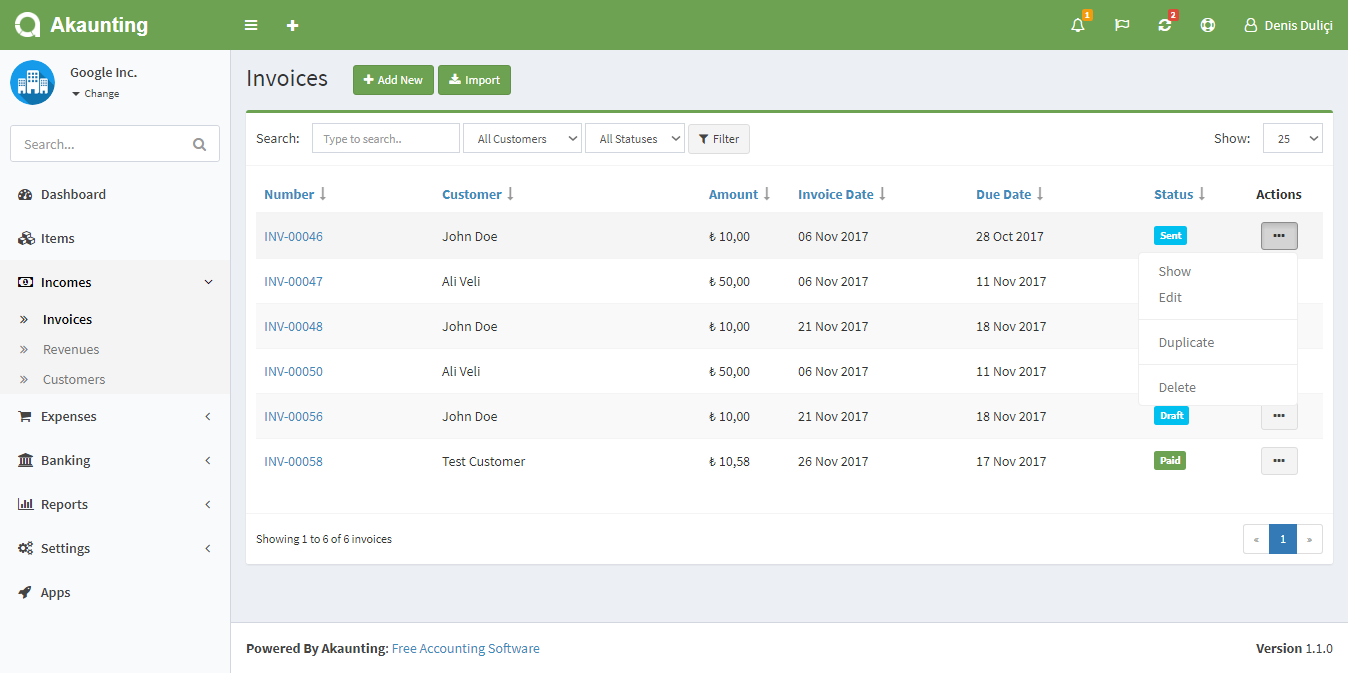 Akaunting
1
2
Denis Duliçi
Google Inc.
Change
Search...
Dashboard
Items
Incomes
Invoices
Revenues
Customers
Expenses
Banking
Reports
Settings
Apps
Invoices
Add New
Import
Search: Type to search.. All Customers All Statuses Filter Show: 25
Number Customer Amount Invoice Date Due Date Status Actions
INV-00046 John Doe ₺ 10,00 06 Nov 2017 28 Oct 2017 Sent
INV-00047 Ali Veli ₺ 50,00 06 Nov 2017 11 Nov 2017
INV-00048 John Doe ₺ 10,00 21 Nov 2017 18 Nov 2017
INV-00050 Ali Veli ₺ 50,00 06 Nov 2017 11 Nov 2017
INV-00056 John Doe ₺ 10,00 21 Nov 2017 18 Nov 2017 Draft
INV-00058 Test Customer ₺ 10,58 26 Nov 2017 17 Nov 2017 Paid
Show
Edit
Duplicate
Delete
Showing 1 to 6 of 6 invoices
« 1 »
Powered By Akaunting: Free Accounting Software
Version 1.1.0